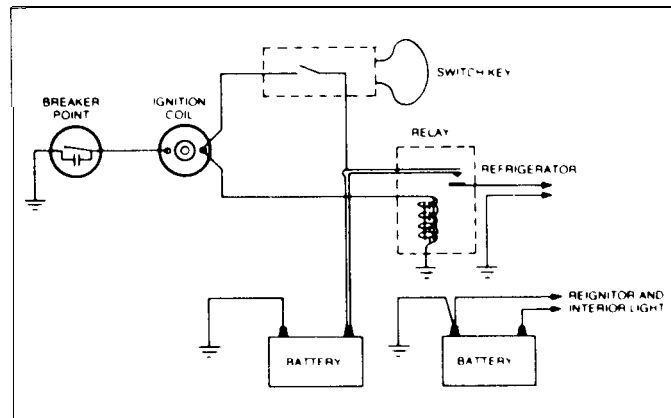 SWITCH KEY
BREAKER
POINT
IGNITION
COIL
RELAY
REFRIGERATOR
REIGNITOR AND
INTERIOR LIGHT
BATTERY
BATTERY